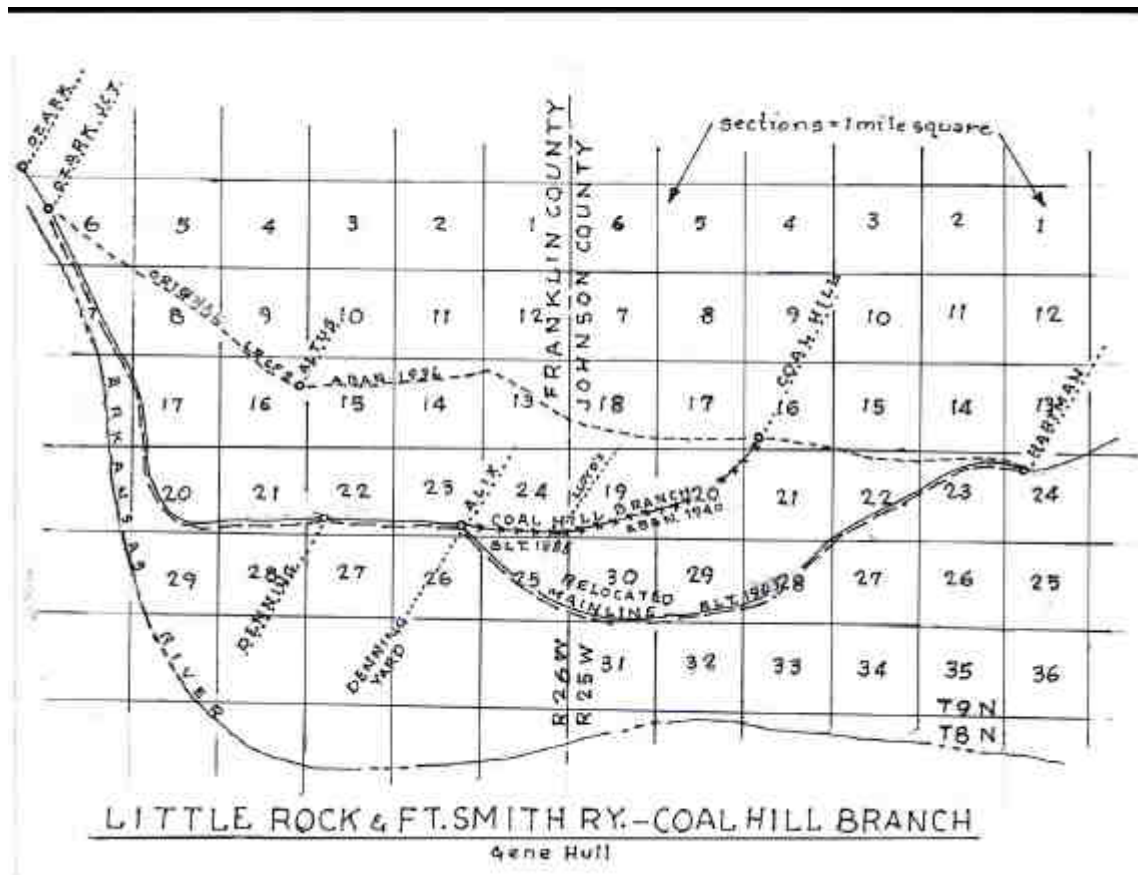 OZARK
OZARK JCT.
FRANKLIN COUNTY
JOHNSON COUNTY
sections = 1 mile square
6 5 4 3 2 1 6 5 4 3 2 1
8 9 10 11 12 7 8 9 10 11 12
ORIGINAL
ALTUS
ABAN. 1936
COAL HILL
HARTMAN
17 16 15 14 13 18 17 16 15 14 13
ARKANSAS RIVER
20 21 22 23 24 19 20 21 22 23 24
ALIX
COAL HILL BRANCH
BLT. 1888
ABAN. 1940
29 28 27 26 25 30 29 28 27 26 25
DENNING
DENNING
YARD
RELOCATED
MAINLINE
31 32 33 34 35 36
R 26 W
R 25 W
T9N
T8N
LITTLE ROCK & FT. SMITH RY. - COAL HILL BRANCH
Gene Hull